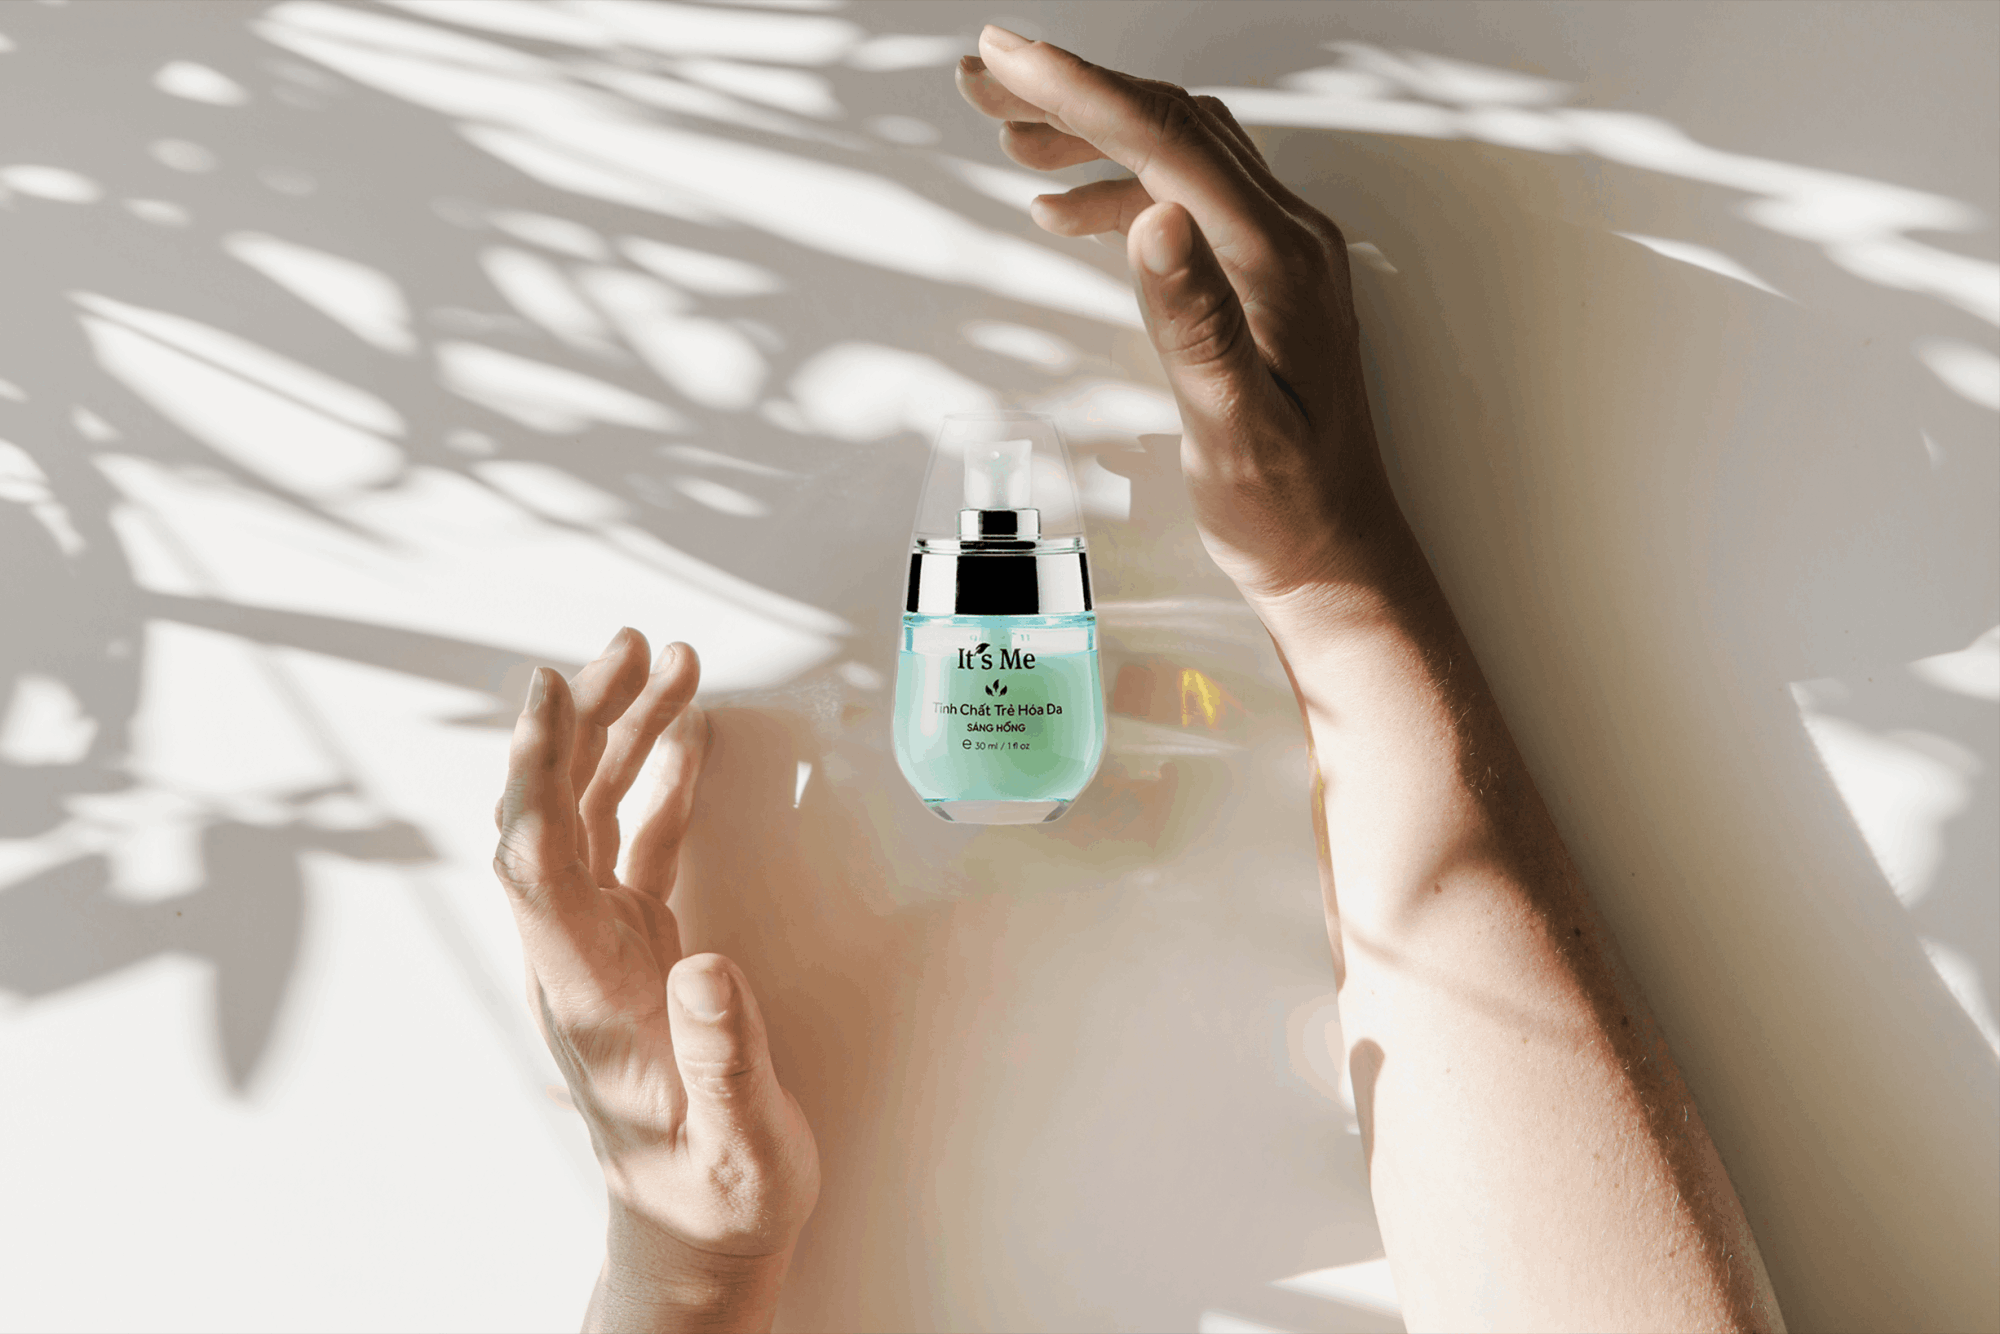 It's Me
Tinh Chất Trẻ Hóa Da
SÁNG HỒNG
℮ 30 ml / 1 fl oz